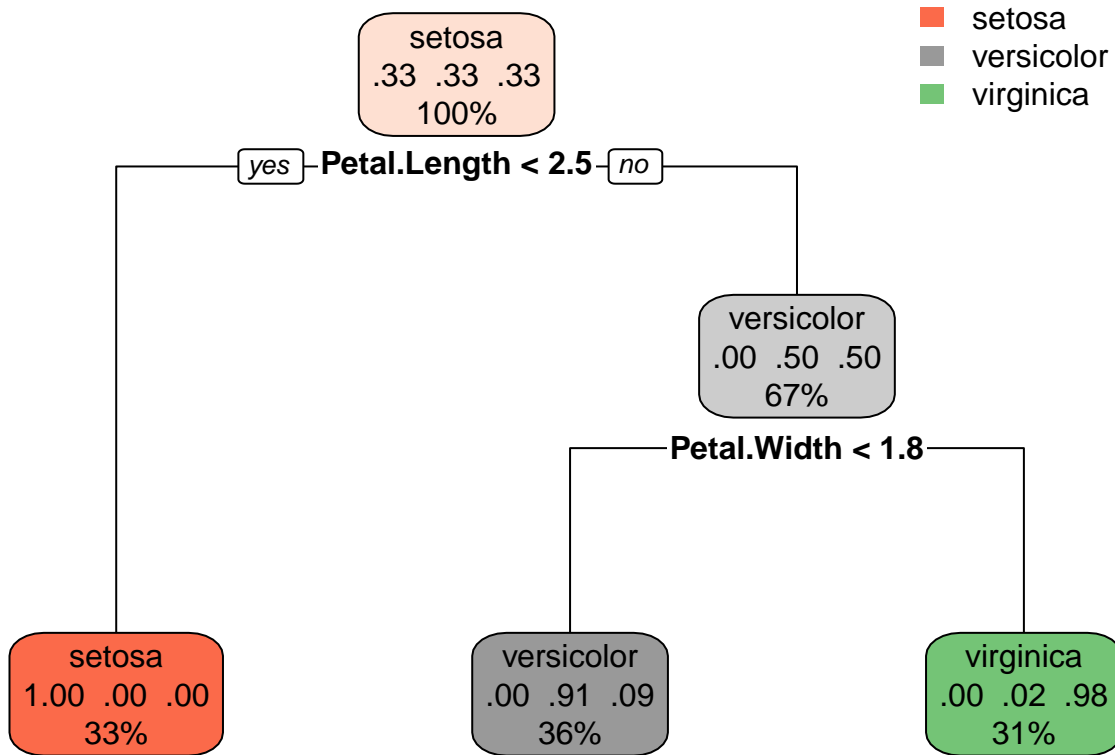 setosa
.33 .33 .33
100%
setosa
versicolor
virginica
yes Petal.Length < 2.5 no
versicolor
.00 .50 .50
67%
Petal.Width < 1.8
setosa
1.00 .00 .00
33%
versicolor
.00 .91 .09
36%
virginica
.00 .02 .98
31%